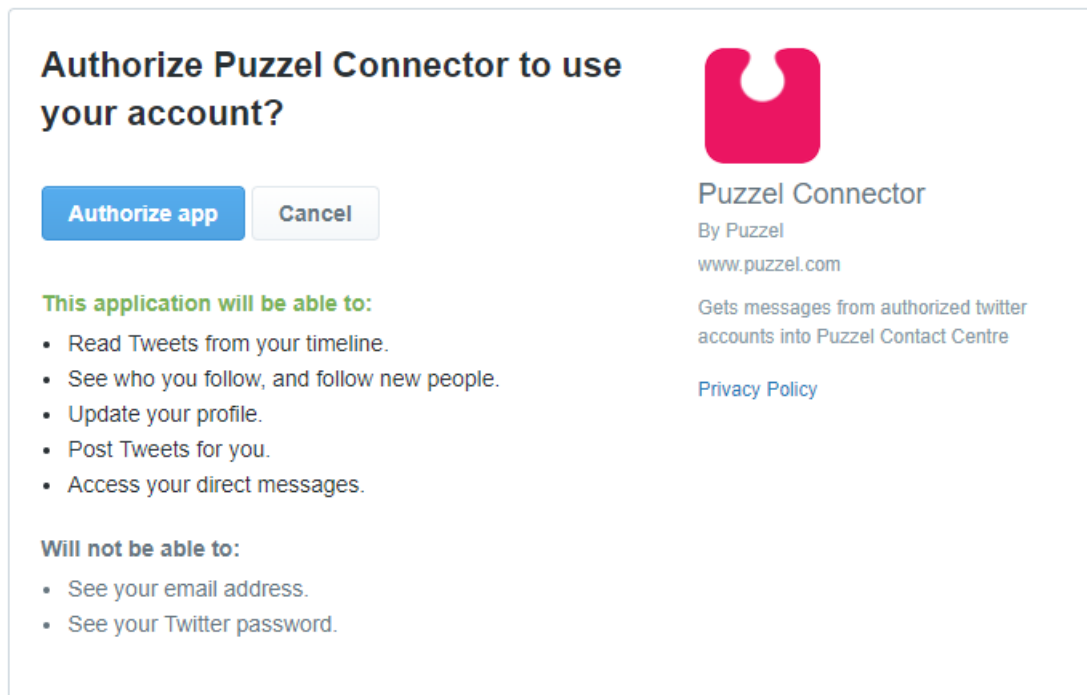 Authorize Puzzel Connector to use
your account?
Authorize app
Cancel
This application will be able to:
• Read Tweets from your timeline.
• See who you follow, and follow new people.
• Update your profile.
• Post Tweets for you.
• Access your direct messages.
Will not be able to:
• See your email address.
• See your Twitter password.
Puzzel Connector
By Puzzel
www.puzzel.com
Gets messages from authorized twitter
accounts into Puzzel Contact Centre
Privacy Policy